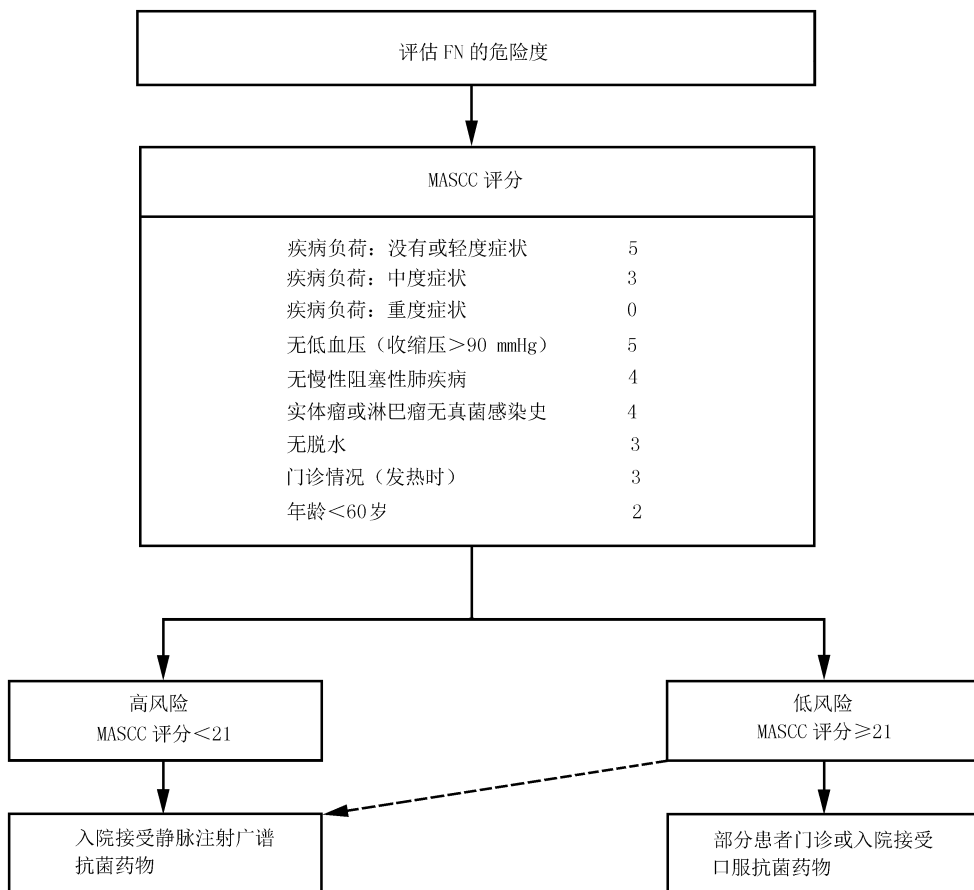 评估 FN 的危险度
MASCC 评分
疾病负荷：没有或轻度症状 5
疾病负荷：中度症状 3
疾病负荷：重度症状 0
无低血压（收缩压＞90 mmHg） 5
无慢性阻塞性肺疾病 4
实体瘤或淋巴瘤无真菌感染史 4
无脱水 3
门诊情况（发热时） 3
年龄＜60岁 2
高风险
MASCC 评分＜21
低风险
MASCC 评分≥21
入院接受静脉注射广谱
抗菌药物
部分患者门诊或入院接受
口服抗菌药物